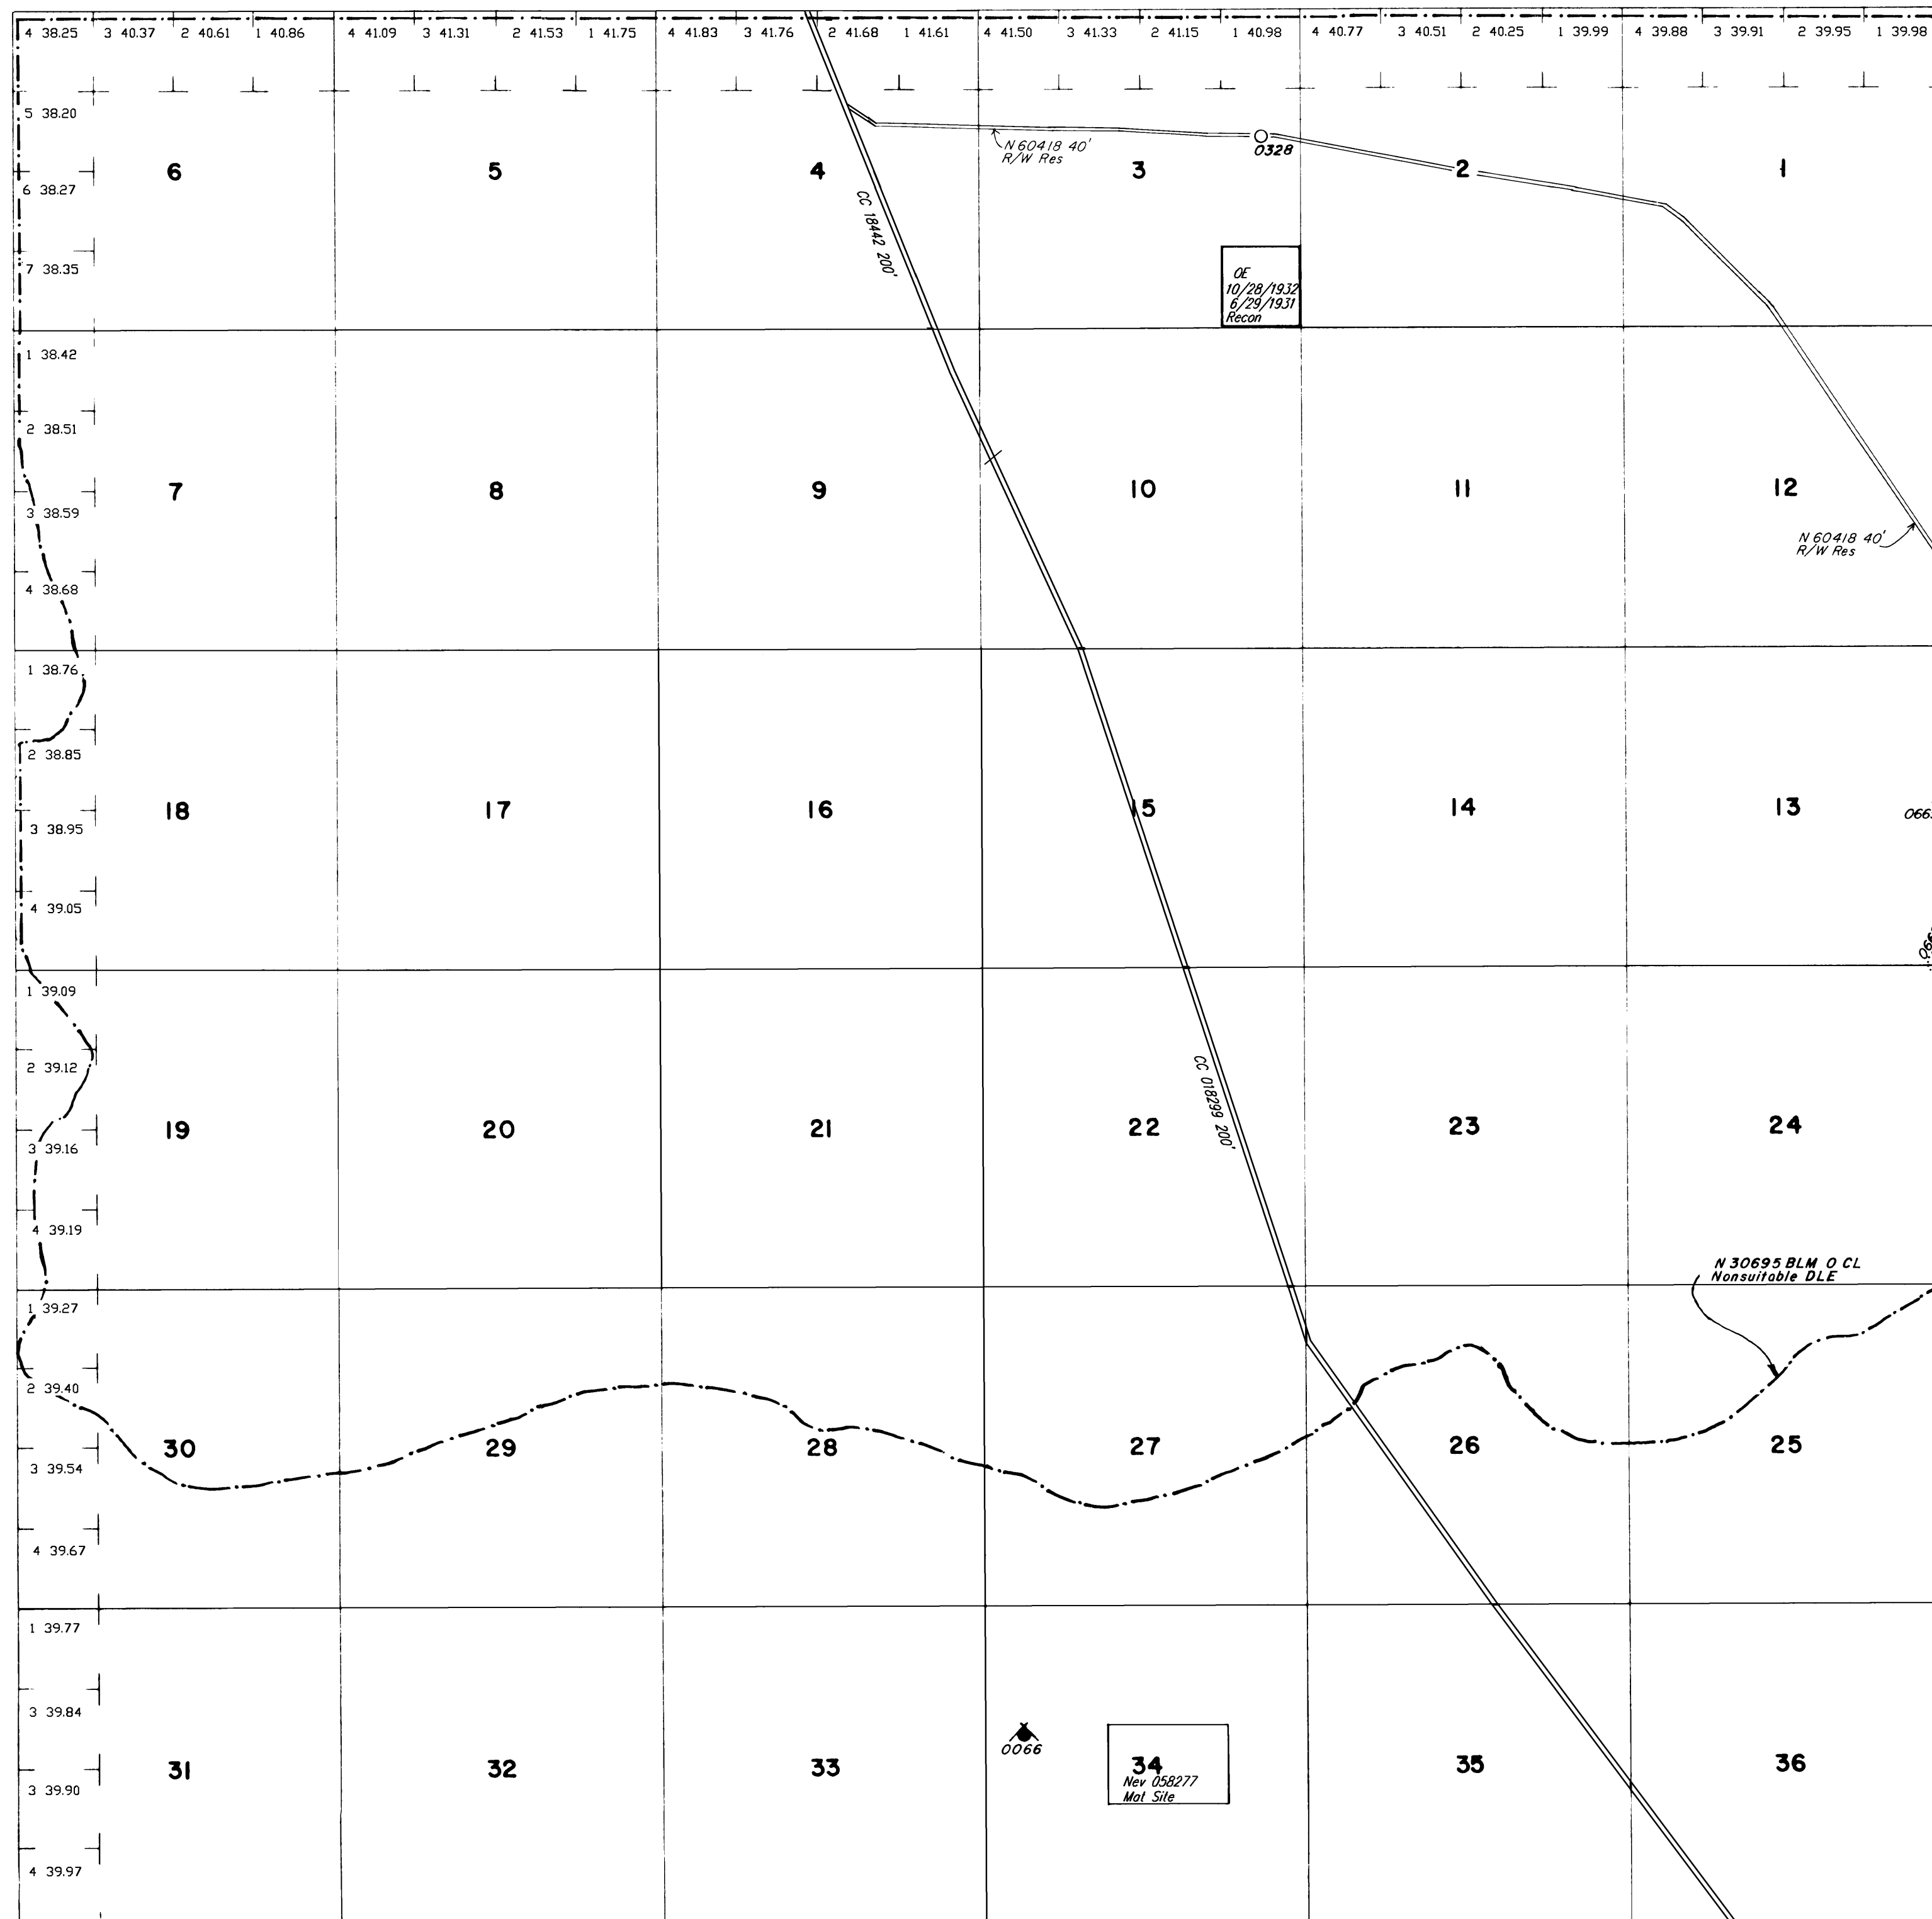 4 38.25 3 40.37 2 40.61 1 40.86 4 41.09 3 41.31 2 41.53 1 41.75 4 41.83 3 41.76 2 41.68 1 41.61 4 41.50 3 41.33 2 41.15 1 40.98 4 40.77 3 40.51 2 40.25 1 39.99 4 39.88 3 39.91 2 39.95 1 39.98
5 38.20
N 60418 40'
R/W Res
0328
6 5 4 3 2 1
6 38.27
CC 18442 200'
7 38.35
OE
10/28/1932
6/29/1931
Recon
1 38.42
2 38.51
7 8 9 10 11 12
3 38.59
N 60418 40'
R/W Res
4 38.68
1 38.76
2 38.85
18 17 16 15 14 13
3 38.95
4 39.05
1 39.09
2 39.12
CC 018299 200'
19 20 21 22 23 24
3 39.16
4 39.19
N 30695 BLM O CL
Nonsuitable DLE
1 39.27
2 39.40
30 29 28 27 26 25
3 39.54
4 39.67
1 39.77
3 39.84
0066
31 32 33 34 35 36
Nev 058277
Mat Site
3 39.90
4 39.97